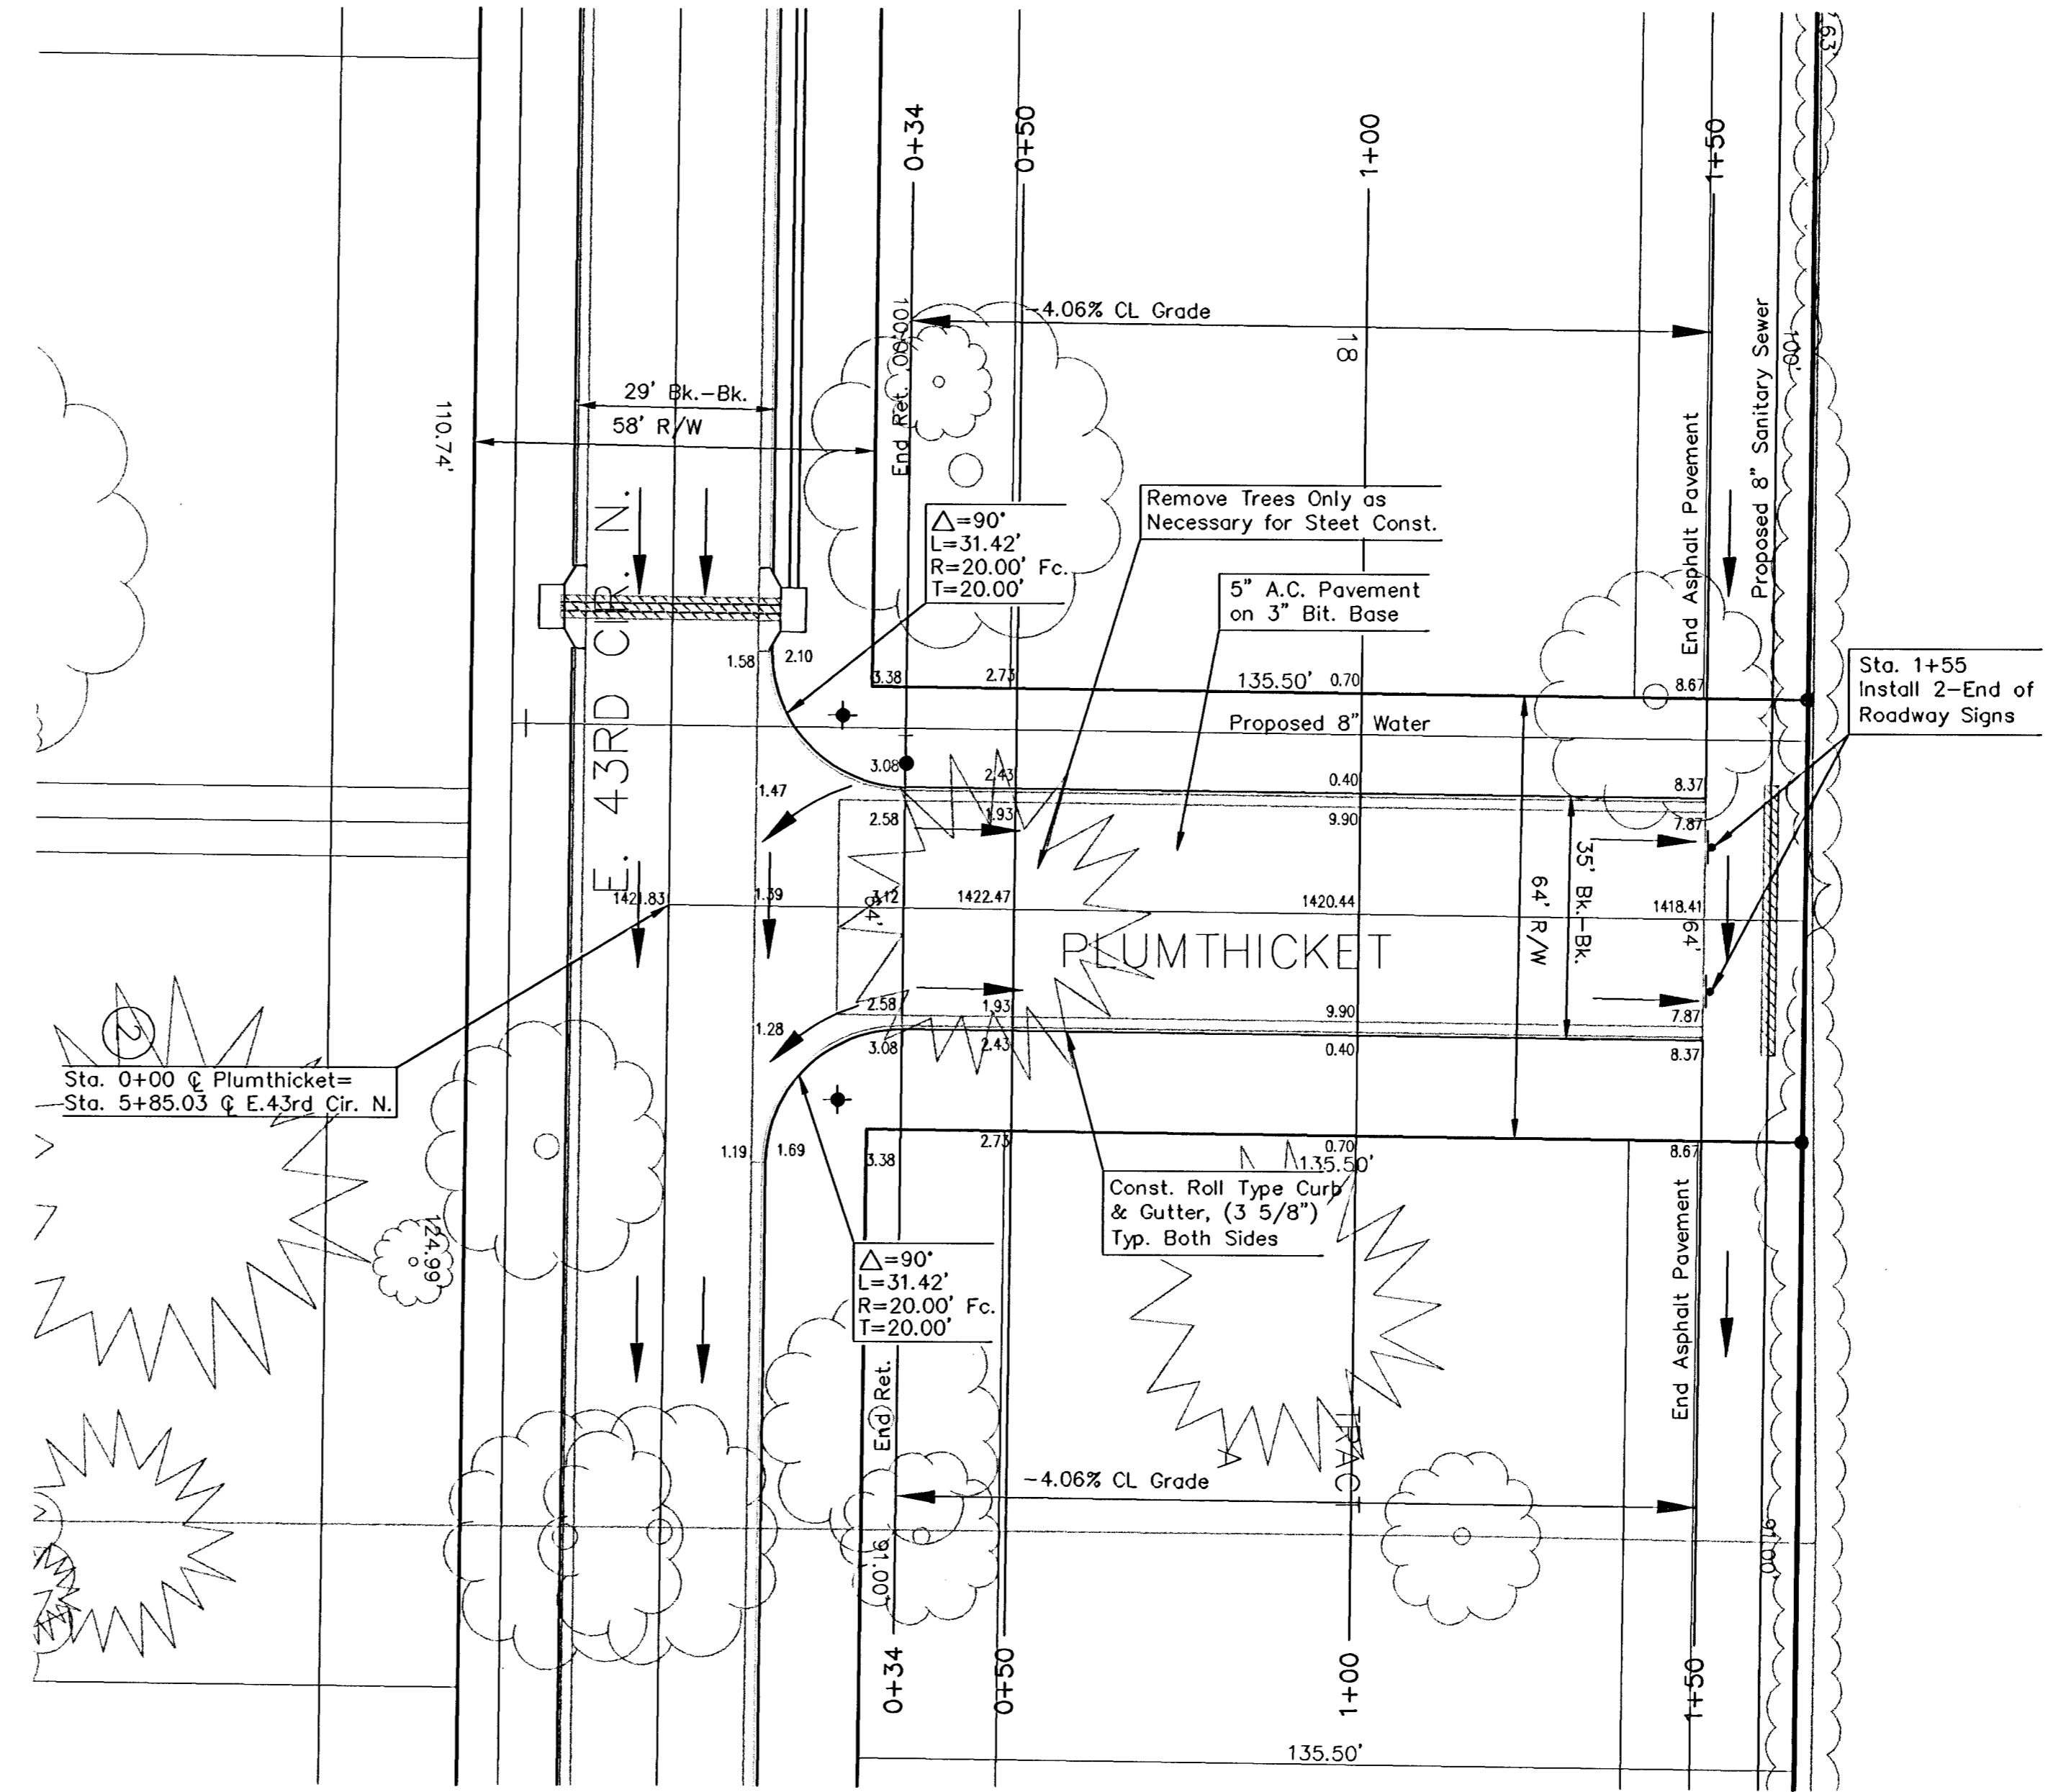 63'
0+34
0+50
1+00
1+50
-4.06% CL Grade
18
100.00'
End Ret.
100'
Proposed 8" Sanitary Sewer
End Asphalt Pavement
29' Bk.-Bk.
58' R/W
110.74'
E. 43RD CIR. N.
△=90°
L=31.42'
R=20.00' Fc.
T=20.00'
Remove Trees Only as
Necessary for Steet Const.
5" A.C. Pavement
on 3" Bit. Base
Sta. 1+55
Install 2-End of
Roadway Signs
1.58
2.10
3.38
2.73
135.50'
0.70
8.67
Proposed 8" Water
3.08
2.43
0.40
8.37
1.47
2.58
1.93
9.90
7.87
1421.83
1.39
3.12
64'
1422.47
1420.44
1418.41
64'
PLUMTHICKET
64' R/W
35' Bk.-Bk.
2.58
1.93
9.90
7.87
1.28
3.08
2.43
0.40
8.37
2
Sta. 0+00 ℄ Plumthicket=
Sta. 5+85.03 ℄ E.43rd Cir. N.
1.19
1.69
3.38
2.73
0.70
8.67
135.50'
Const. Roll Type Curb
& Gutter, (3 5/8")
Typ. Both Sides
124.99'
△=90°
L=31.42'
R=20.00' Fc.
T=20.00'
End Ret.
End Asphalt Pavement
TRACT
A
-4.06% CL Grade
91.00'
91.00'
0+34
0+50
1+00
1+50
135.50'